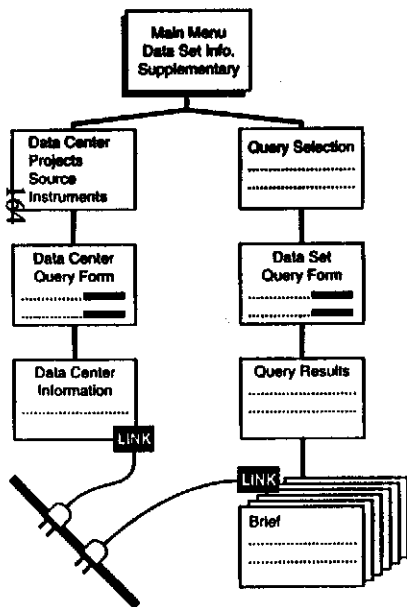 Main Menu
Data Set Info.
Supplementary
Data Center
Projects
Source
Instruments
164
Query Selection
Data Center
Query Form
Data Set
Query Form
Data Center
Information
LINK
Query Results
LINK
Brief